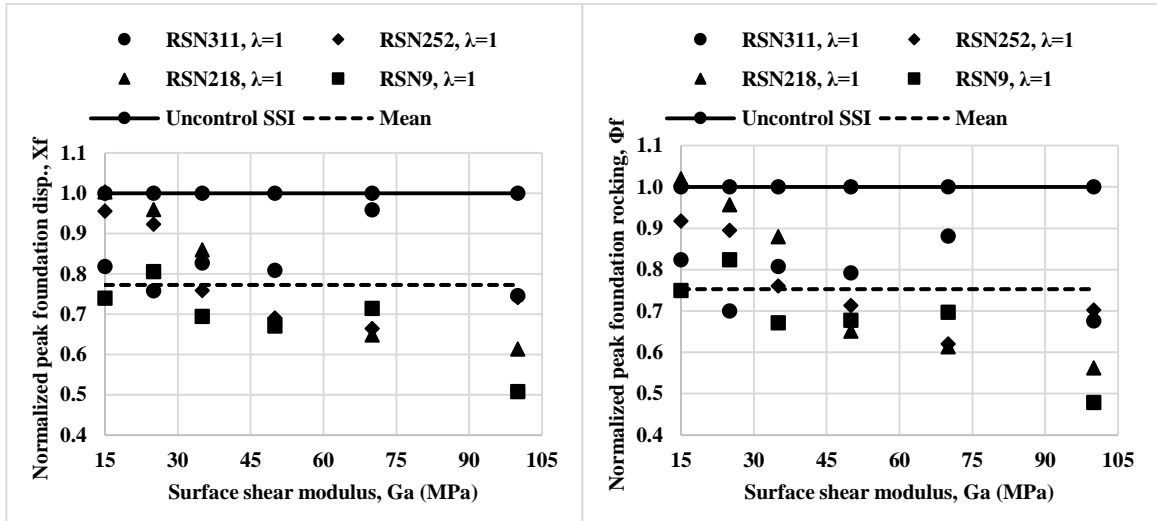 RSN311, λ=1
RSN252, λ=1
RSN218, λ=1
RSN9, λ=1
Uncontrol SSI
Mean
Normalized peak foundation disp., Xf
1.1
1.0
0.9
0.8
0.7
0.6
0.5
0.4
15
30
45
60
75
90
105
Surface shear modulus, Ga (MPa)
RSN311, λ=1
RSN252, λ=1
RSN218, λ=1
RSN9, λ=1
Uncontrol SSI
Mean
Normalized peak foundation rocking, Φf
1.1
1.0
0.9
0.8
0.7
0.6
0.5
0.4
15
30
45
60
75
90
105
Surface shear modulus, Ga (MPa)